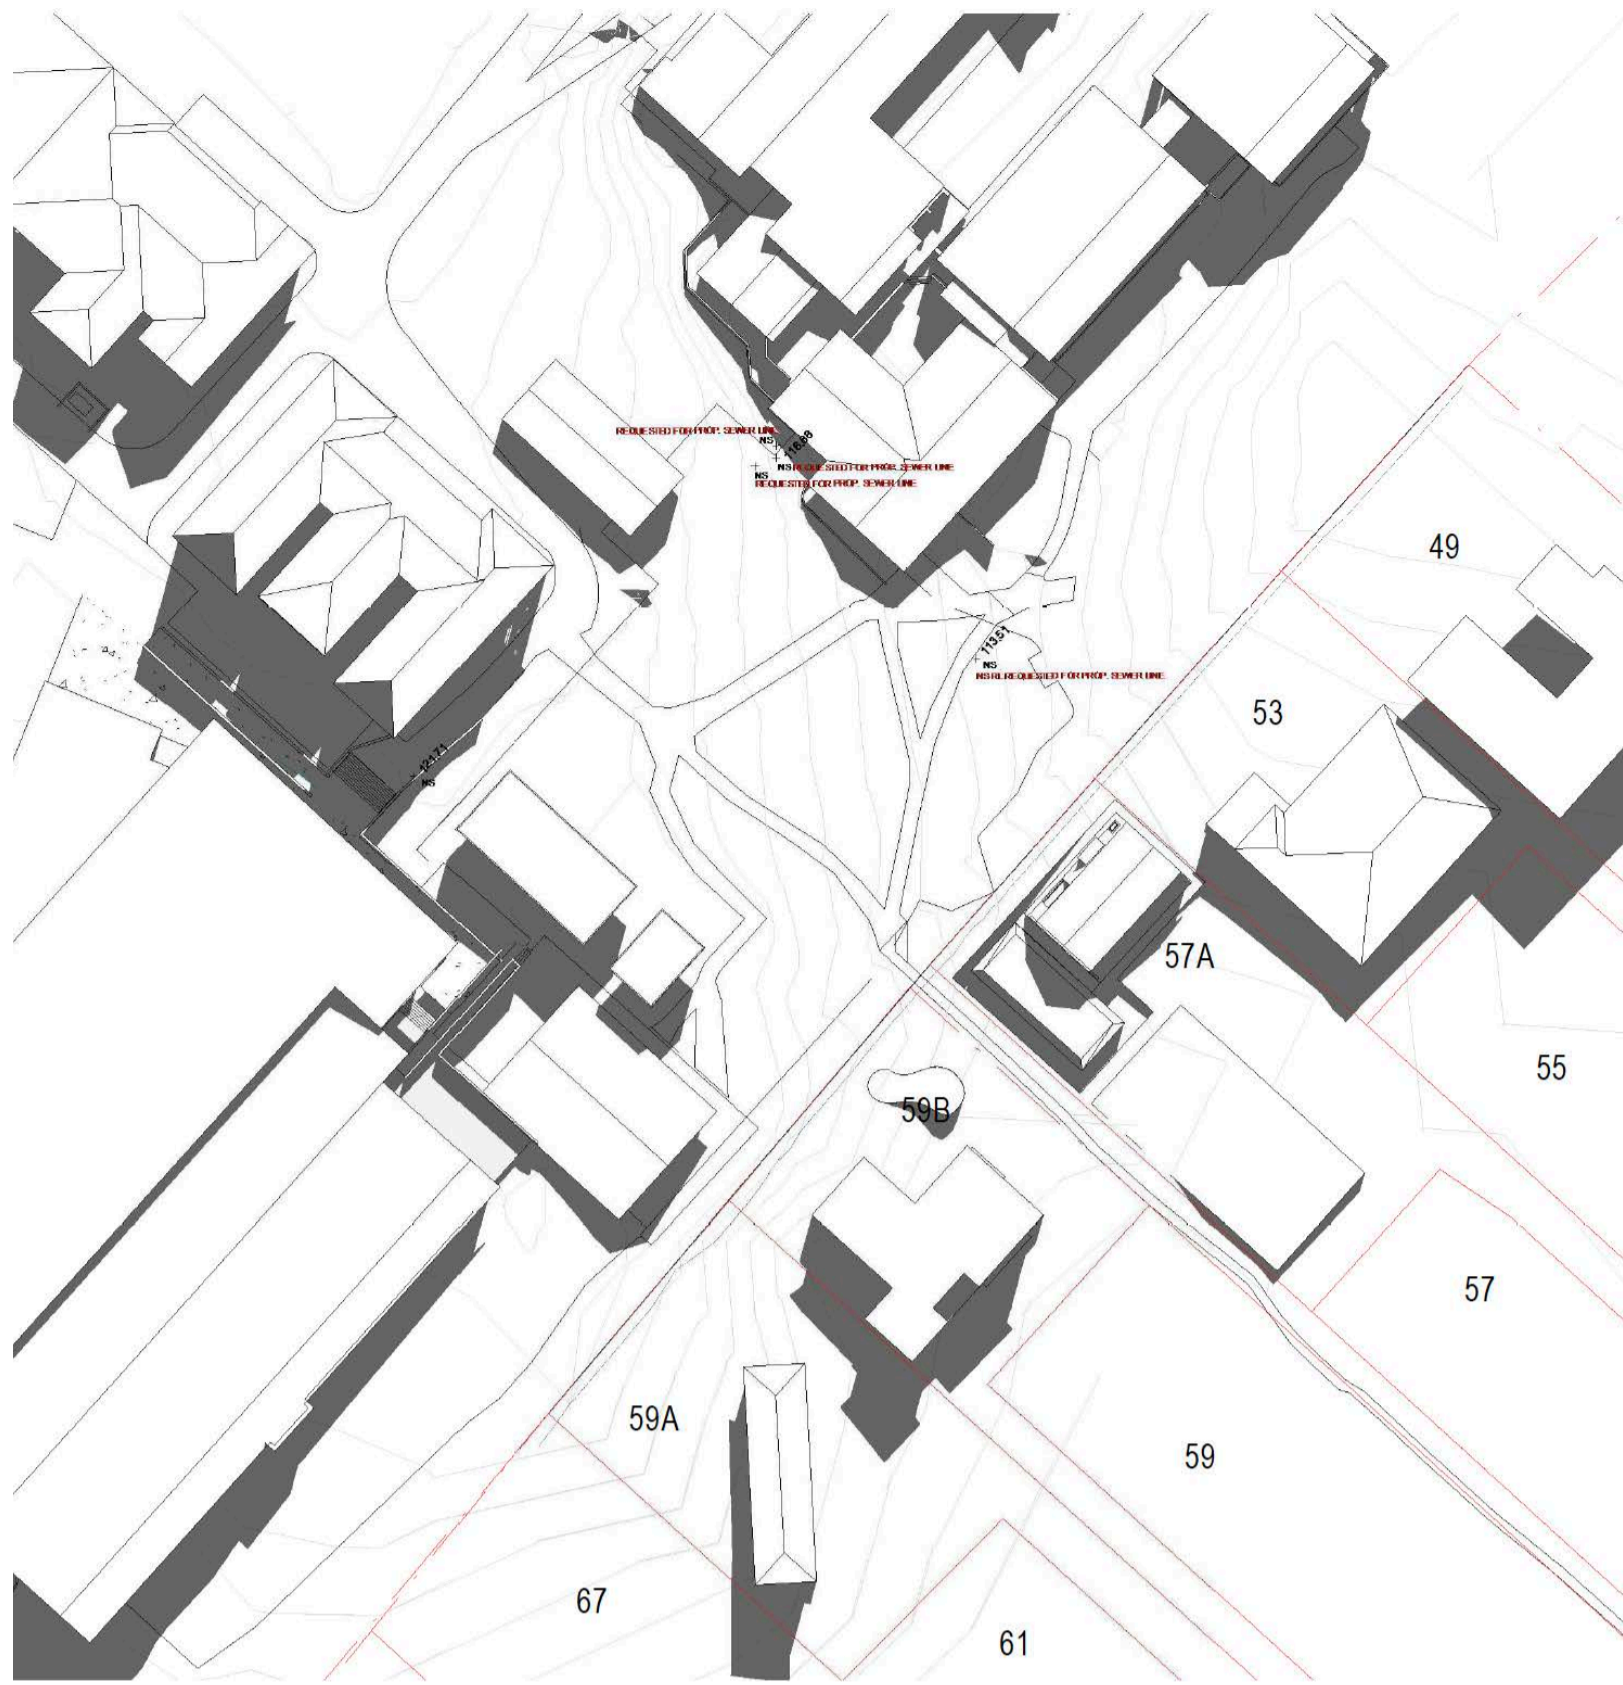 REQUESTED FOR PROP. SEWER LINE
NS
116.68
NS REQUESTED FOR PROP. SEWER LINE
NS
REQUESTED FOR PROP. SEWER LINE
49
113.51
NS
NS RL REQUESTED FOR PROP. SEWER LINE
53
121.71
NS
57A
55
59B
57
59A
59
67
61